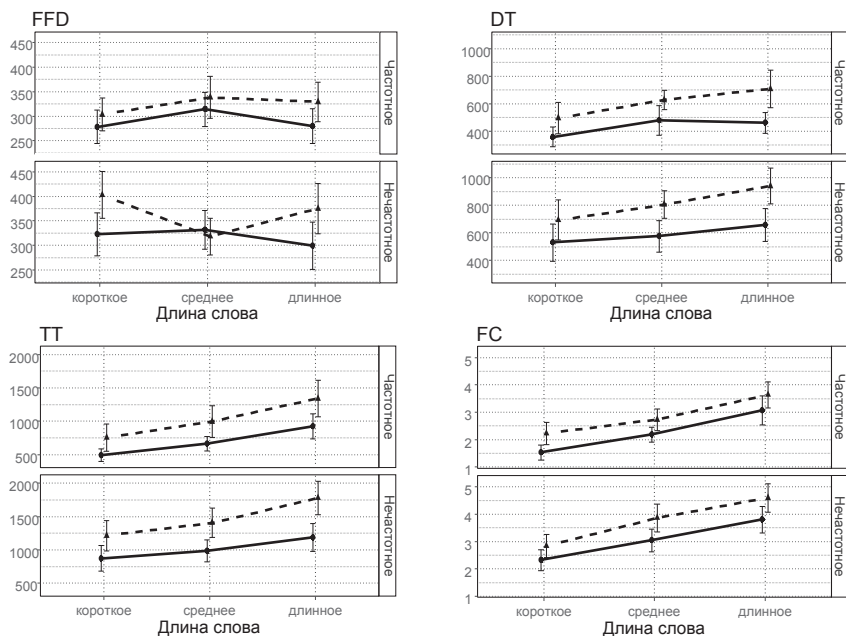 FFD
450
400
350
300
250
Частотное
450
400
350
300
250
Нечастотное
короткое среднее длинное
Длина слова
DT
1000
800
600
400
Частотное
1000
800
600
400
Нечастотное
короткое среднее длинное
Длина слова
TT
2000
1500
1000
500
Частотное
2000
1500
1000
500
Нечастотное
короткое среднее длинное
Длина слова
FC
5
4
3
2
1
Частотное
5
4
3
2
1
Нечастотное
короткое среднее длинное
Длина слова